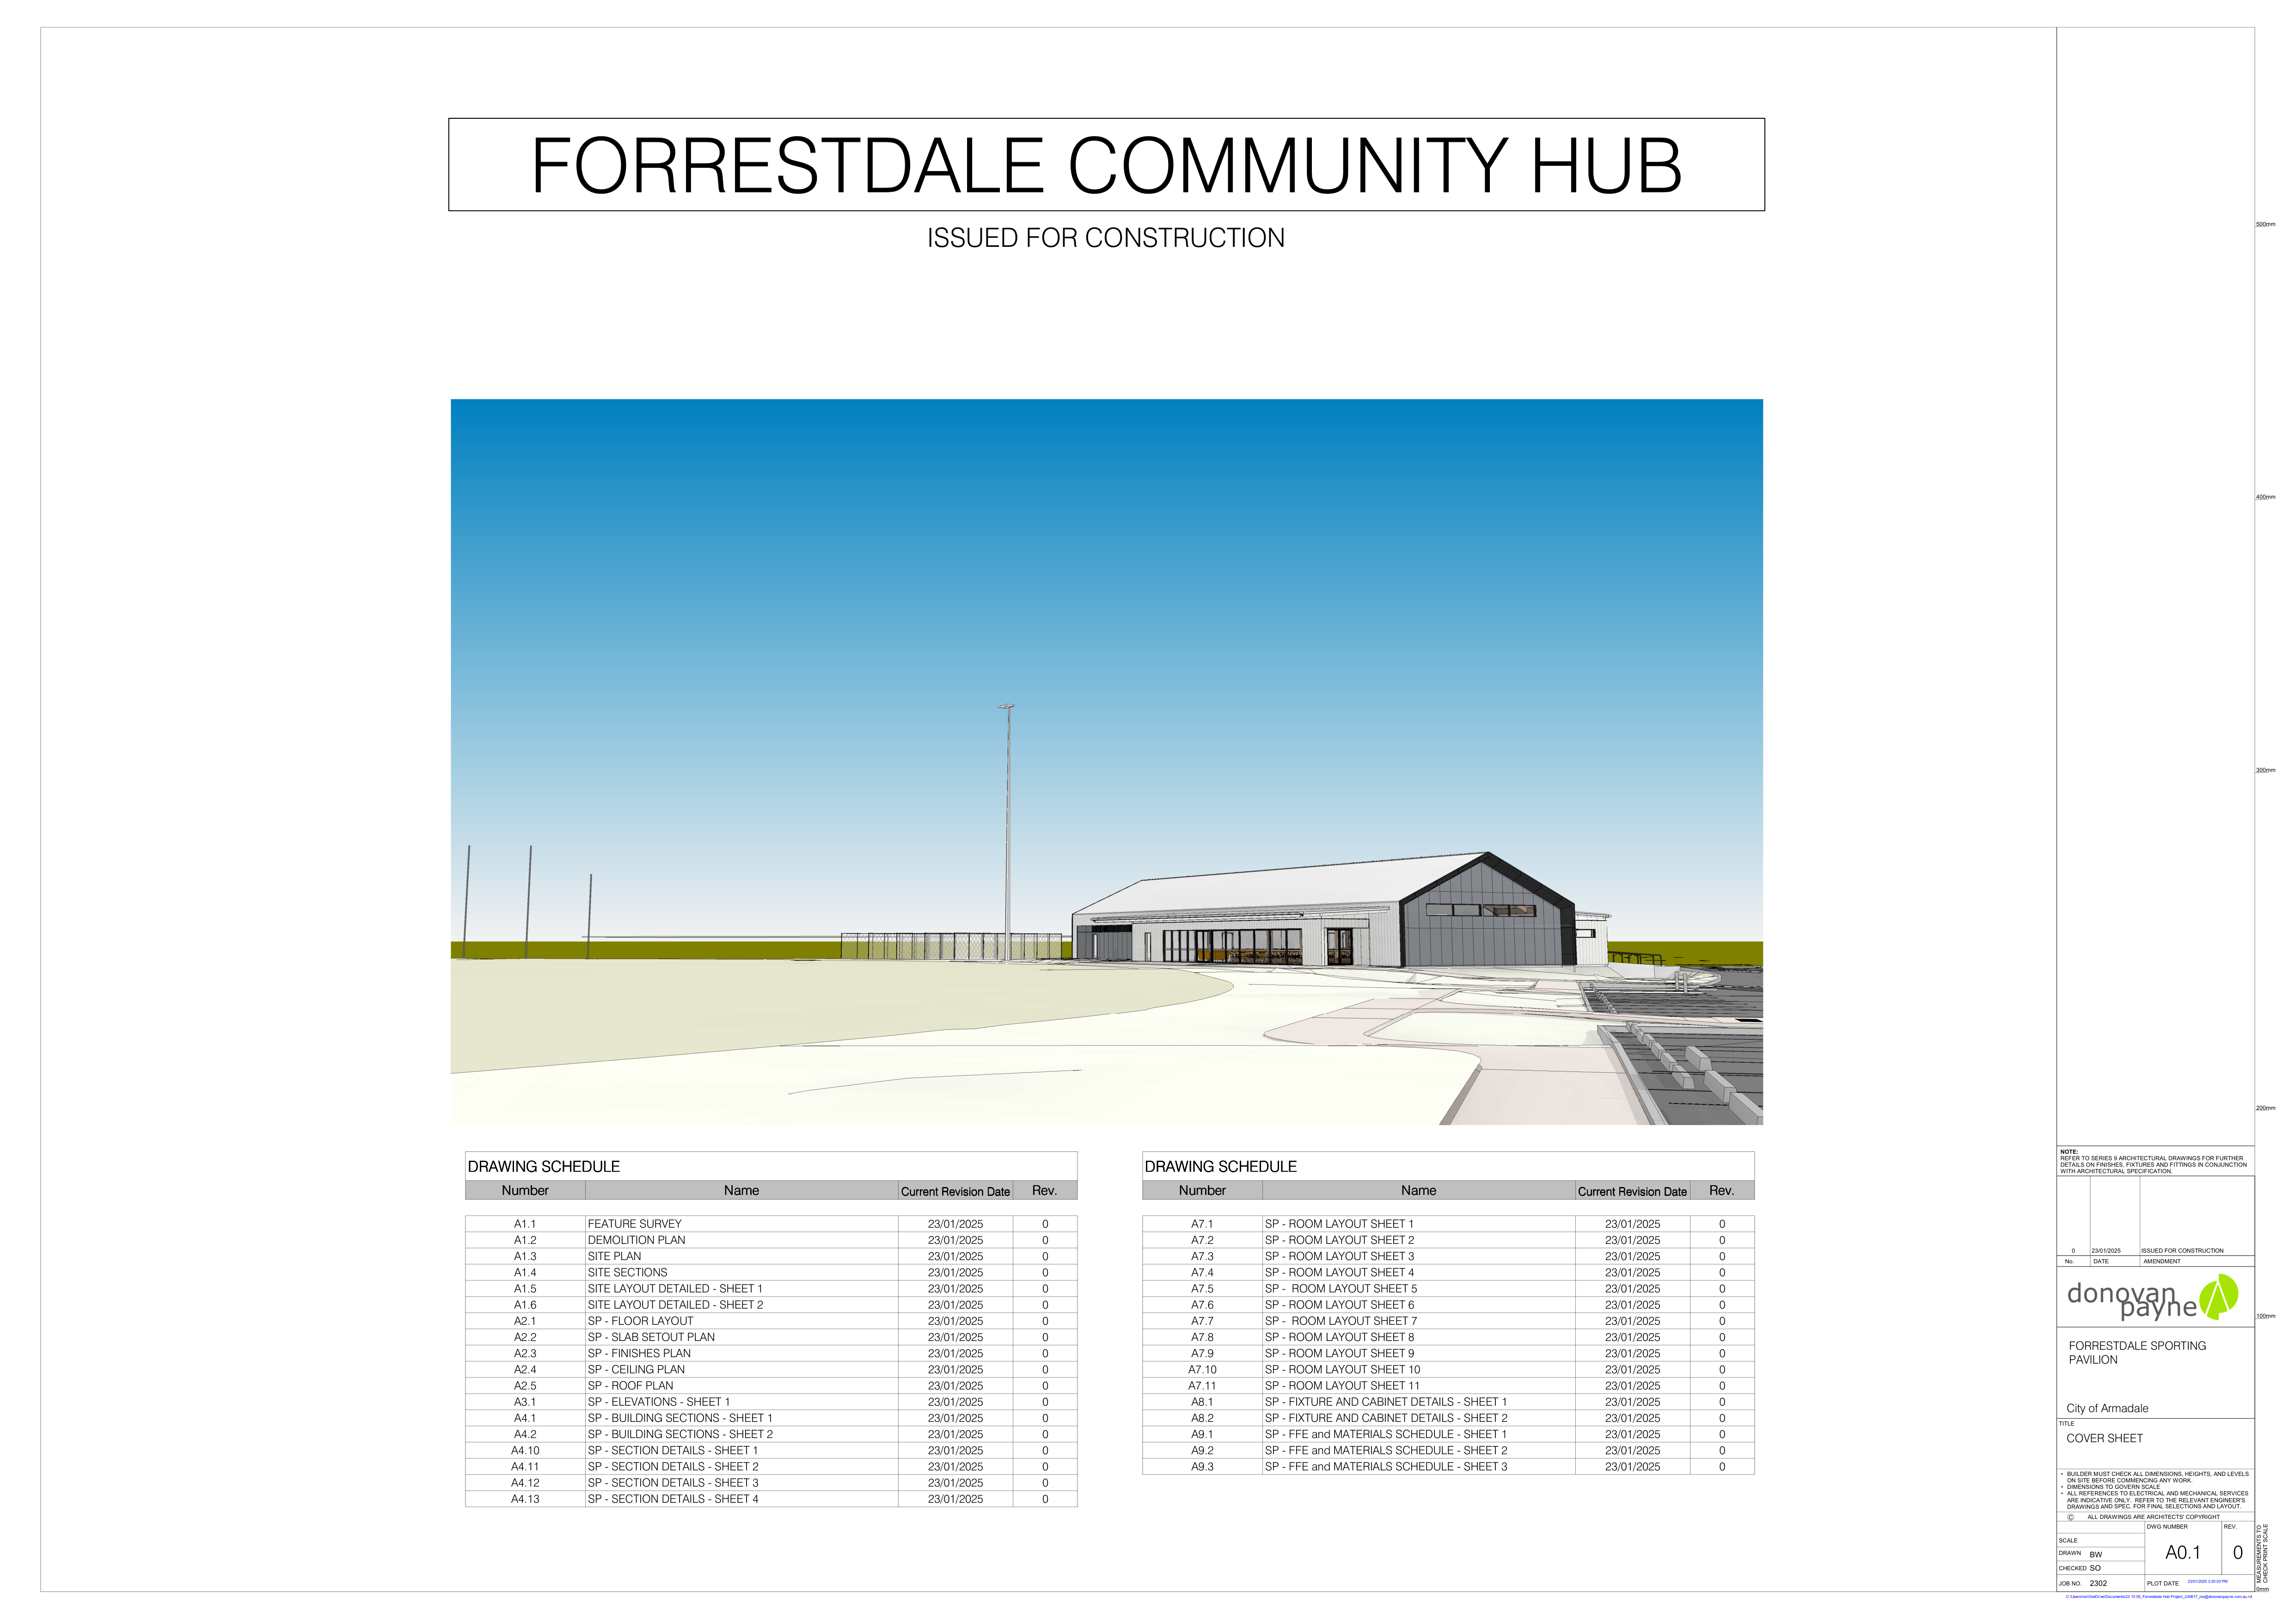 FORRESTDALE COMMUNITY HUB
ISSUED FOR CONSTRUCTION
DRAWING SCHEDULE
Number Name Current Revision Date Rev.
A1.1 FEATURE SURVEY 23/01/2025 0
A1.2 DEMOLITION PLAN 23/01/2025 0
A1.3 SITE PLAN 23/01/2025 0
A1.4 SITE SECTIONS 23/01/2025 0
A1.5 SITE LAYOUT DETAILED - SHEET 1 23/01/2025 0
A1.6 SITE LAYOUT DETAILED - SHEET 2 23/01/2025 0
A2.1 SP - FLOOR LAYOUT 23/01/2025 0
A2.2 SP - SLAB SETOUT PLAN 23/01/2025 0
A2.3 SP - FINISHES PLAN 23/01/2025 0
A2.4 SP - CEILING PLAN 23/01/2025 0
A2.5 SP - ROOF PLAN 23/01/2025 0
A3.1 SP - ELEVATIONS - SHEET 1 23/01/2025 0
A4.1 SP - BUILDING SECTIONS - SHEET 1 23/01/2025 0
A4.2 SP - BUILDING SECTIONS - SHEET 2 23/01/2025 0
A4.10 SP - SECTION DETAILS - SHEET 1 23/01/2025 0
A4.11 SP - SECTION DETAILS - SHEET 2 23/01/2025 0
A4.12 SP - SECTION DETAILS - SHEET 3 23/01/2025 0
A4.13 SP - SECTION DETAILS - SHEET 4 23/01/2025 0
DRAWING SCHEDULE
Number Name Current Revision Date Rev.
A7.1 SP - ROOM LAYOUT SHEET 1 23/01/2025 0
A7.2 SP - ROOM LAYOUT SHEET 2 23/01/2025 0
A7.3 SP - ROOM LAYOUT SHEET 3 23/01/2025 0
A7.4 SP - ROOM LAYOUT SHEET 4 23/01/2025 0
A7.5 SP - ROOM LAYOUT SHEET 5 23/01/2025 0
A7.6 SP - ROOM LAYOUT SHEET 6 23/01/2025 0
A7.7 SP - ROOM LAYOUT SHEET 7 23/01/2025 0
A7.8 SP - ROOM LAYOUT SHEET 8 23/01/2025 0
A7.9 SP - ROOM LAYOUT SHEET 9 23/01/2025 0
A7.10 SP - ROOM LAYOUT SHEET 10 23/01/2025 0
A7.11 SP - ROOM LAYOUT SHEET 11 23/01/2025 0
A8.1 SP - FIXTURE AND CABINET DETAILS - SHEET 1 23/01/2025 0
A8.2 SP - FIXTURE AND CABINET DETAILS - SHEET 2 23/01/2025 0
A9.1 SP - FFE and MATERIALS SCHEDULE - SHEET 1 23/01/2025 0
A9.2 SP - FFE and MATERIALS SCHEDULE - SHEET 2 23/01/2025 0
A9.3 SP - FFE and MATERIALS SCHEDULE - SHEET 3 23/01/2025 0
500mm
400mm
300mm
200mm
100mm
0mm
MEASUREMENTS TO
CHECK PRINT SCALE
NOTE:
REFER TO SERIES 9 ARCHITECTURAL DRAWINGS FOR FURTHER
DETAILS ON FINISHES, FIXTURES AND FITTINGS IN CONJUNCTION
WITH ARCHITECTURAL SPECIFICATION.
0 23/01/2025 ISSUED FOR CONSTRUCTION
No. DATE AMENDMENT
donovan
payne
FORRESTDALE SPORTING
PAVILION
City of Armadale
TITLE
COVER SHEET
• BUILDER MUST CHECK ALL DIMENSIONS, HEIGHTS, AND LEVELS
ON SITE BEFORE COMMENCING ANY WORK.
• DIMENSIONS TO GOVERN SCALE
• ALL REFERENCES TO ELECTRICAL AND MECHANICAL SERVICES
ARE INDICATIVE ONLY. REFER TO THE RELEVANT ENGINEER'S
DRAWINGS AND SPEC. FOR FINAL SELECTIONS AND LAYOUT.
© ALL DRAWINGS ARE ARCHITECTS' COPYRIGHT
DWG NUMBER REV.
SCALE
A0.1 0
DRAWN BW
CHECKED SO
JOB NO. 2302 PLOT DATE 23/01/2025 3:20:53 PM